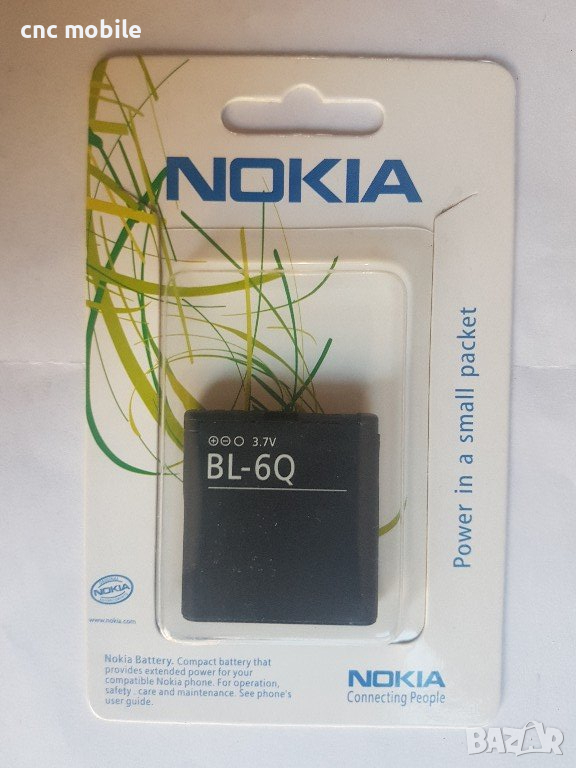 cnc mobile
NOKIA
Power in a small packet
⊕⊖○ 3.7V
BL-6Q
NOKIA
www.nokia.com
Nokia Battery. Compact battery that
provides extended power for your
compatible Nokia phone. For operation,
safety . care and maintenance. See phone's
user guide.
NOKIA
Connecting People
BAZAR